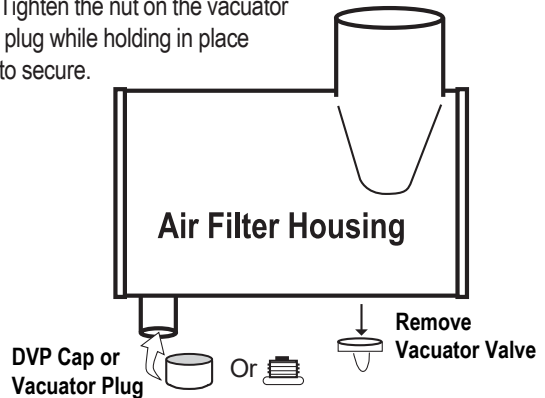 Tighten the nut on the vacuator
plug while holding in place
to secure.
Air Filter Housing
Remove
Vacuator Valve
DVP Cap or
Vacuator Plug
Or